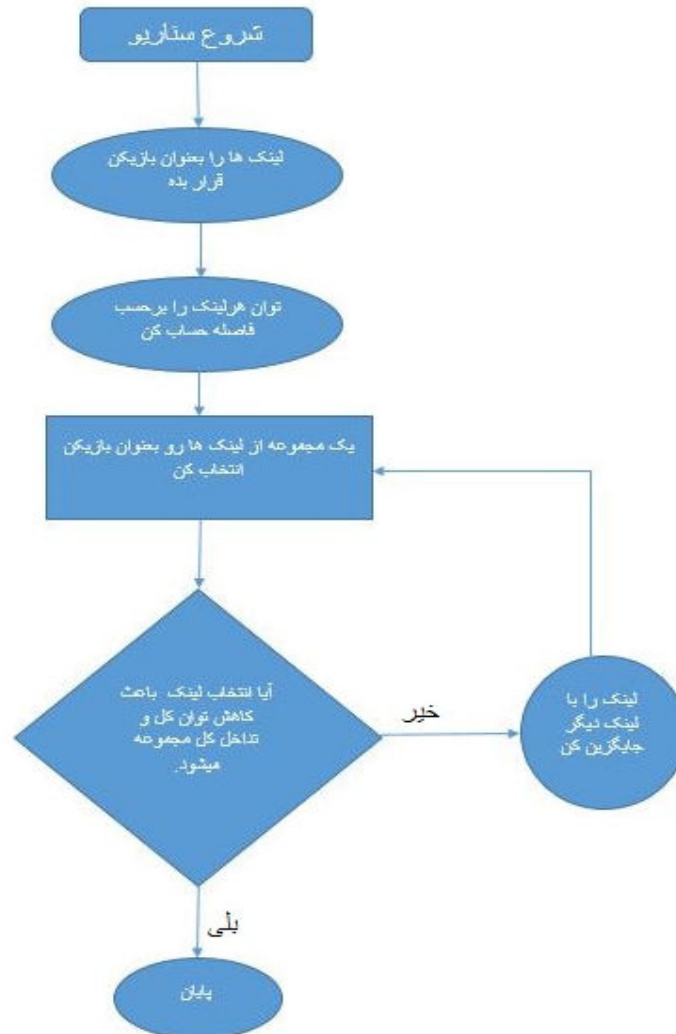 شروع سناریو
لینک ها را بعنوان بازیکن
قرار بده
توان هرلینک را برحسب
فاصله حساب کن
یک مجموعه از لینک ها رو بعنوان بازیکن
انتخاب کن
آیا انتخاب لینک باعث
کاهش توان کل و
تداخل کل مجموعه
میشود.
خیر
لینک را با
لینک دیگر
جایگزین کن
بلی
پایان